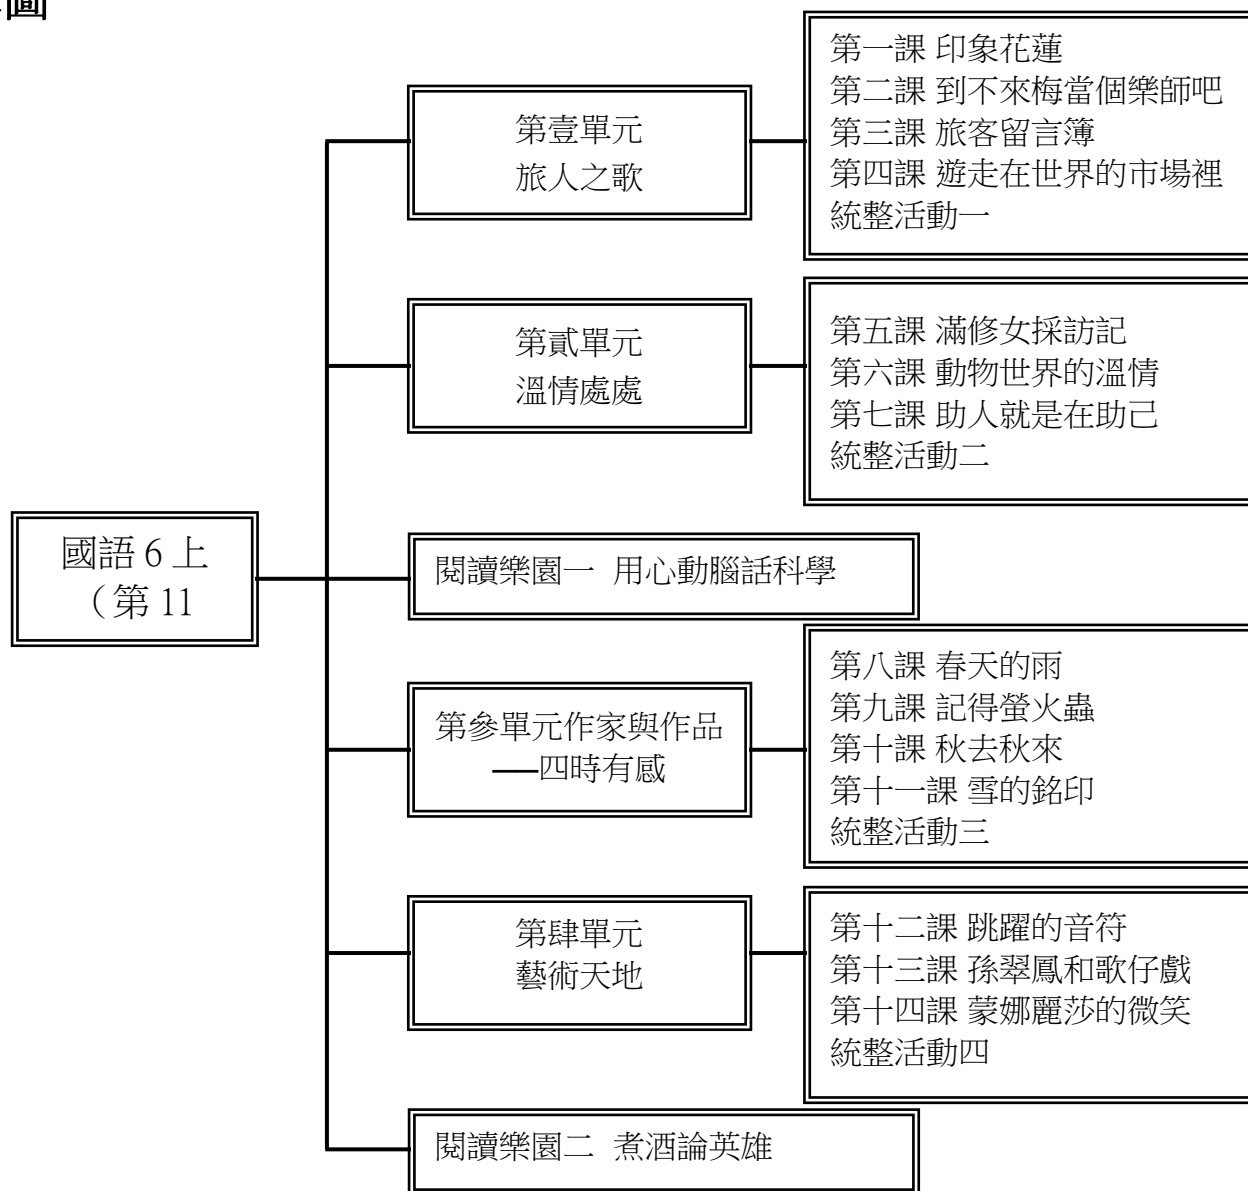 圖
第壹單元
旅人之歌
第一課 印象花蓮
第二課 到不來梅當個樂師吧
第三課 旅客留言簿
第四課 遊走在世界的市場裡
統整活動一
第貳單元
溫情處處
第五課 滿修女採訪記
第六課 動物世界的溫情
第七課 助人就是在助己
統整活動二
國語 6 上
（第 11
閱讀樂園一 用心動腦話科學
第參單元作家與作品
──四時有感
第八課 春天的雨
第九課 記得螢火蟲
第十課 秋去秋來
第十一課 雪的銘印
統整活動三
第肆單元
藝術天地
第十二課 跳躍的音符
第十三課 孫翠鳳和歌仔戲
第十四課 蒙娜麗莎的微笑
統整活動四
閱讀樂園二 煮酒論英雄